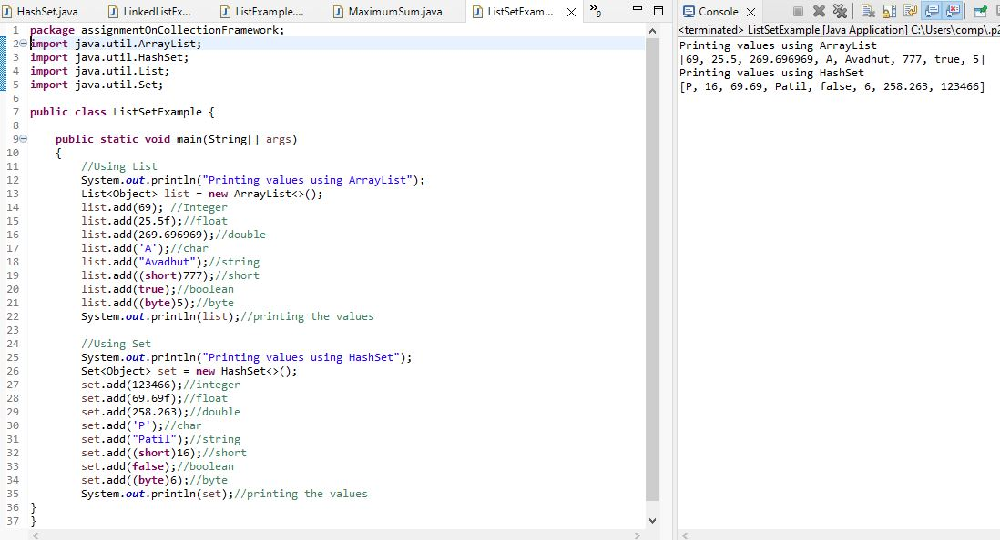 HashSet.java
LinkedListEx...
ListExample....
MaximumSum.java
ListSetExam...
»9
1 package assignmentOnCollectionFramework;
2 import java.util.ArrayList;
3 import java.util.HashSet;
4 import java.util.List;
5 import java.util.Set;
6
7 public class ListSetExample {
8
9     public static void main(String[] args)
10     {
11         //Using List
12         System.out.println("Printing values using ArrayList");
13         List<Object> list = new ArrayList<>();
14         list.add(69); //Integer
15         list.add(25.5f);//float
16         list.add(269.696969);//double
17         list.add('A');//char
18         list.add("Avadhut");//string
19         list.add((short)777);//short
20         list.add(true);//boolean
21         list.add((byte)5);//byte
22         System.out.println(list);//printing the values
23
24         //Using Set
25         System.out.println("Printing values using HashSet");
26         Set<Object> set = new HashSet<>();
27         set.add(123466);//integer
28         set.add(69.69f);//float
29         set.add(258.263);//double
30         set.add('P');//char
31         set.add("Patil");//string
32         set.add((short)16);//short
33         set.add(false);//boolean
34         set.add((byte)6);//byte
35         System.out.println(set);//printing the values
36 }
37 }
Console
<terminated> ListSetExample [Java Application] C:\Users\comp\.p2
Printing values using ArrayList
[69, 25.5, 269.696969, A, Avadhut, 777, true, 5]
Printing values using HashSet
[P, 16, 69.69, Patil, false, 6, 258.263, 123466]